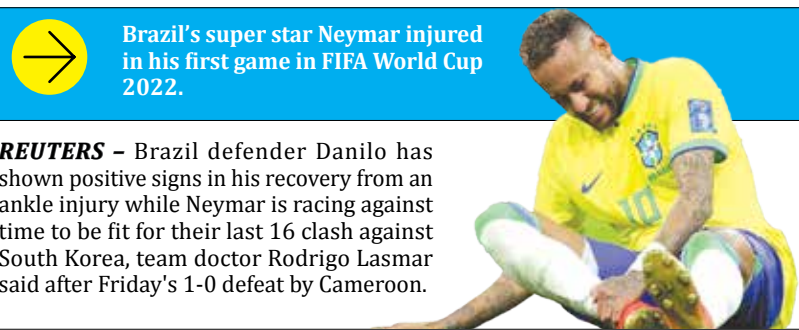 Brazil's super star Neymar injured
in his first game in FIFA World Cup
2022.
REUTERS – Brazil defender Danilo has
shown positive signs in his recovery from an
ankle injury while Neymar is racing against
time to be fit for their last 16 clash against
South Korea, team doctor Rodrigo Lasmar
said after Friday's 1-0 defeat by Cameroon.
10